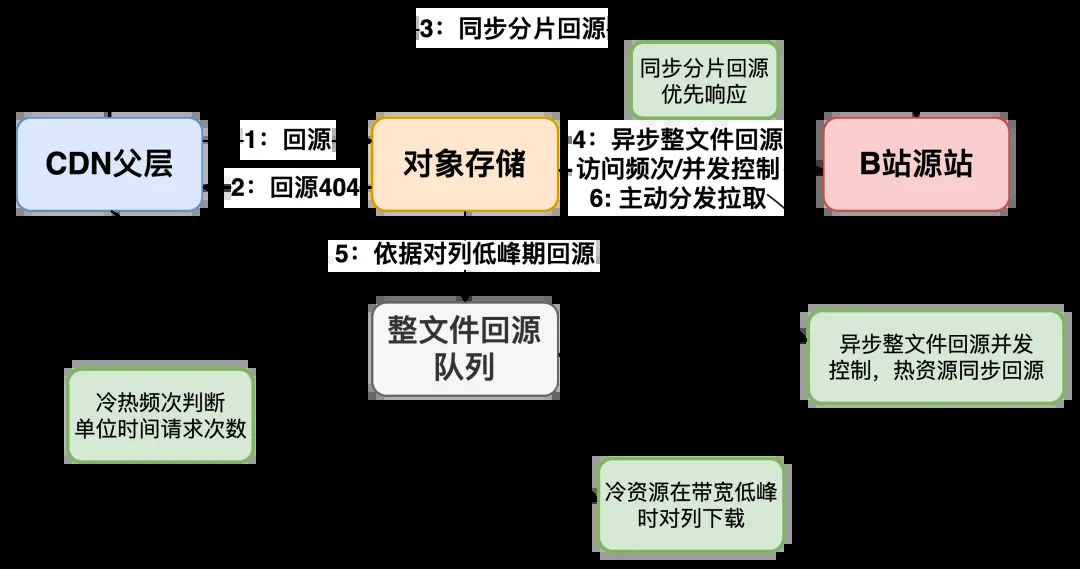 3：同步分片回源
同步分片回源
优先响应
CDN父层
1：回源
2：回源404
对象存储
4：异步整文件回源
访问频次/并发控制
6: 主动分发拉取
B站源站
5：依据对列低峰期回源
整文件回源
队列
异步整文件回源并发
控制，热资源同步回源
冷热频次判断
单位时间请求次数
冷资源在带宽低峰
时对列下载